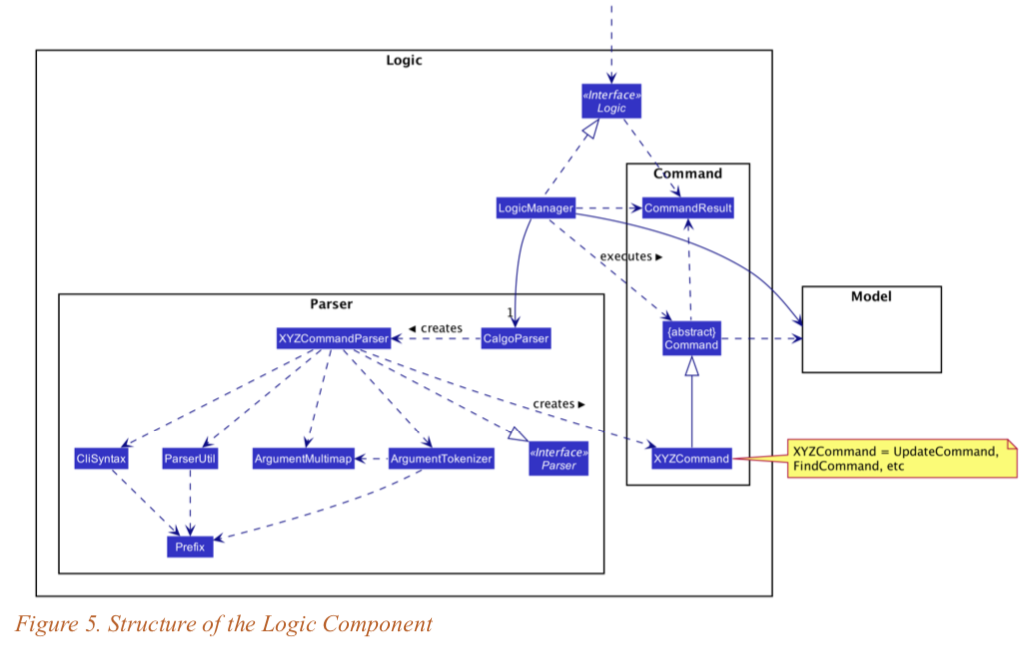 Logic
«Interface»
Logic
Command
LogicManager
CommandResult
executes ▶
Model
Parser
1
XYZCommandParser
◀ creates
CalgoParser
{abstract}
Command
creates ▶
CliSyntax
ParserUtil
ArgumentMultimap
ArgumentTokenizer
«Interface»
Parser
XYZCommand
XYZCommand = UpdateCommand,
FindCommand, etc
Prefix
Figure 5. Structure of the Logic Component